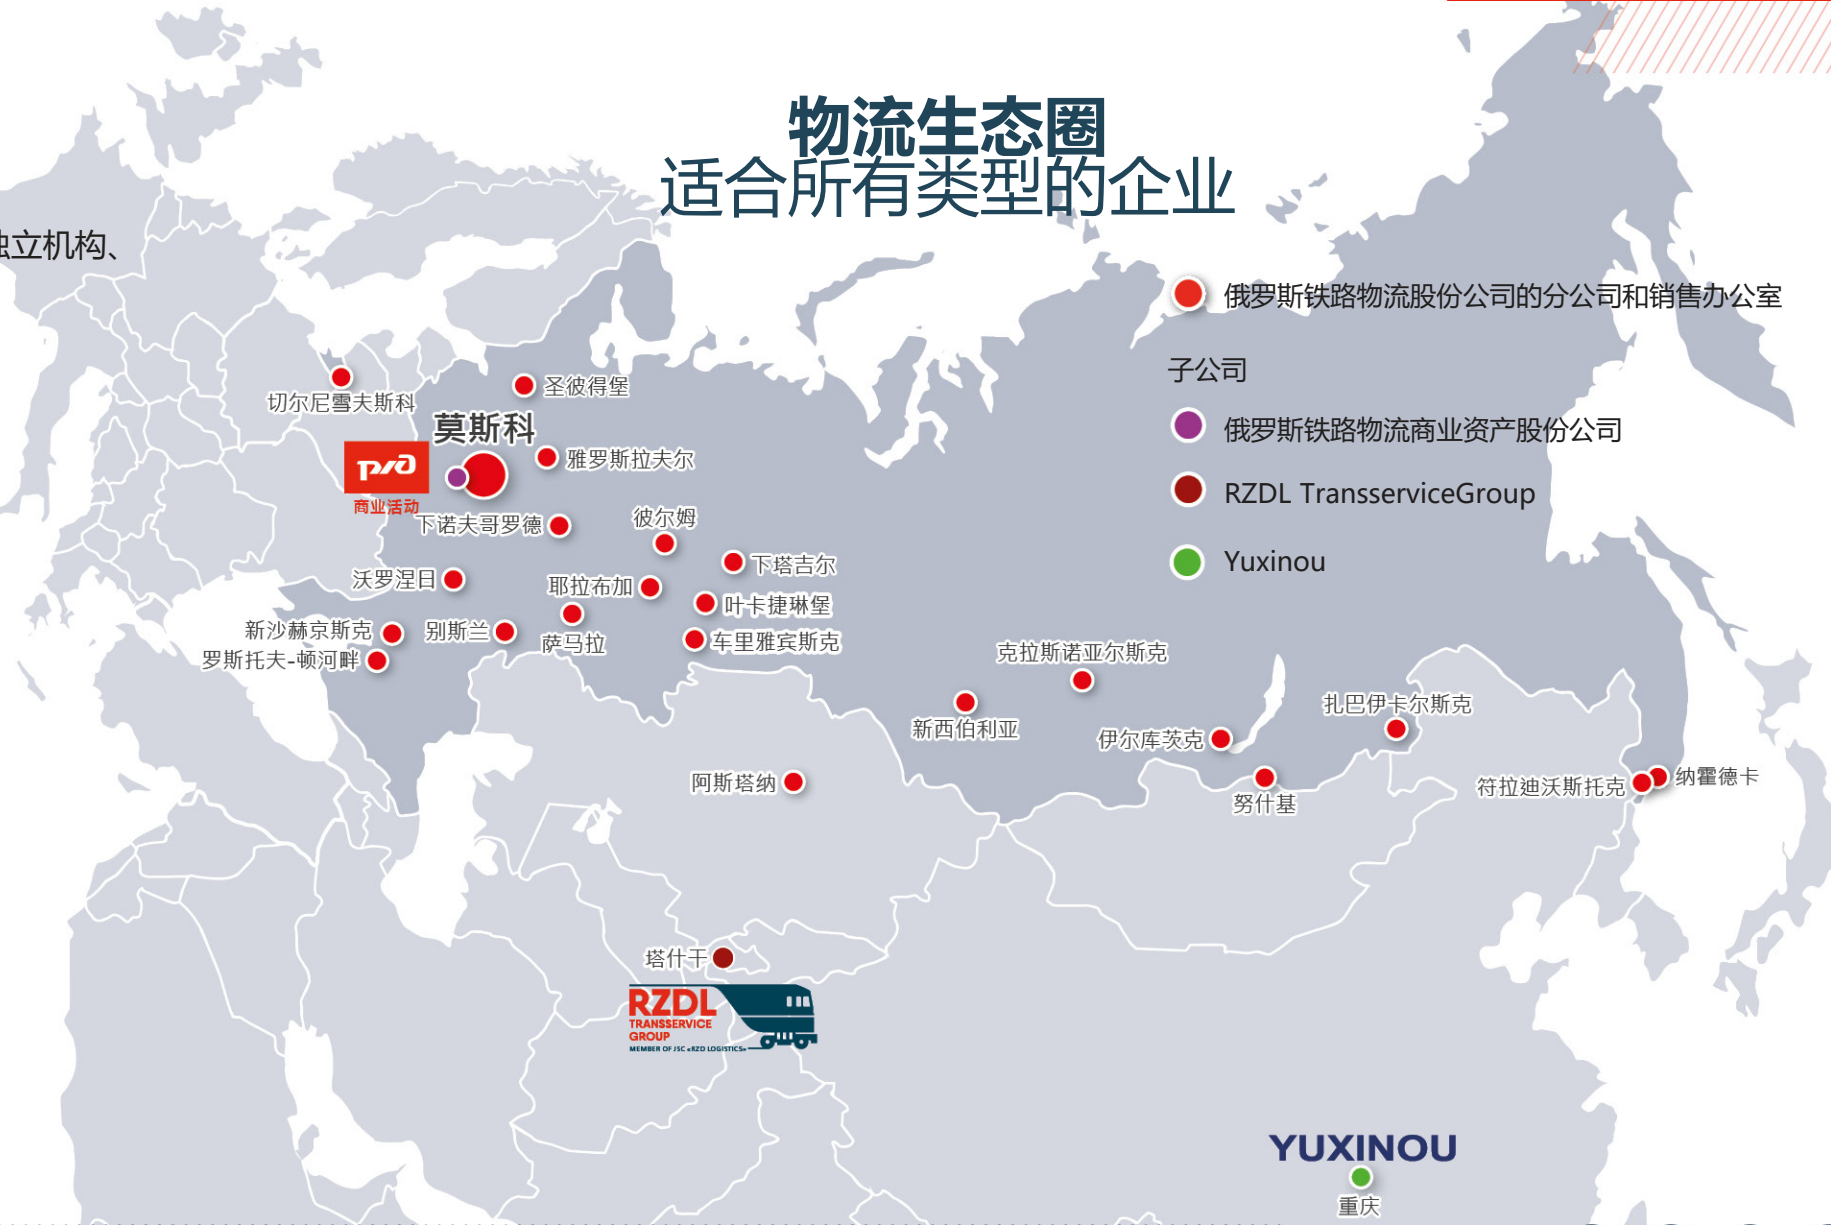 物流生态圈
适合所有类型的企业
独立机构、
俄罗斯铁路物流股份公司的分公司和销售办公室
子公司
俄罗斯铁路物流商业资产股份公司
RZDL TransserviceGroup
Yuxinou
切尔尼雪夫斯科
圣彼得堡
莫斯科
雅罗斯拉夫尔
ржд
商业活动
下诺夫哥罗德
彼尔姆
下塔吉尔
沃罗涅日
耶拉布加
叶卡捷琳堡
新沙赫京斯克
别斯兰
萨马拉
车里雅宾斯克
罗斯托夫-顿河畔
克拉斯诺亚尔斯克
新西伯利亚
扎巴伊卡尔斯克
伊尔库茨克
阿斯塔纳
努什基
符拉迪沃斯托克
纳霍德卡
塔什干
RZDL
TRANSSERVICE
GROUP
MEMBER OF JSC «RZD LOGISTICS»
YUXINOU
重庆